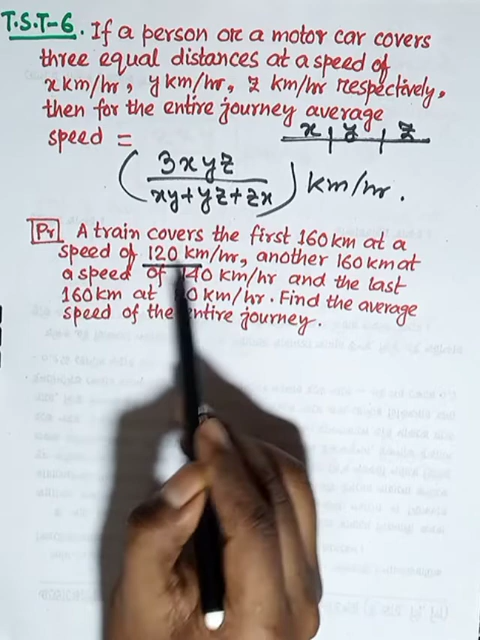 T.S.T-6. If a person or a motor car covers
three equal distances at a speed of
x km/hr, y km/hr, z km/hr respectively,
then for the entire journey average
speed =
x y z
(3xyz / xy+yz+zx) km/hr.
Pr A train covers the first 160 km at a
speed of 120 km/hr, another 160 km at
a speed of 140 km/hr and the last
160 km at 0 km/hr. Find the average
speed of the entire journey.